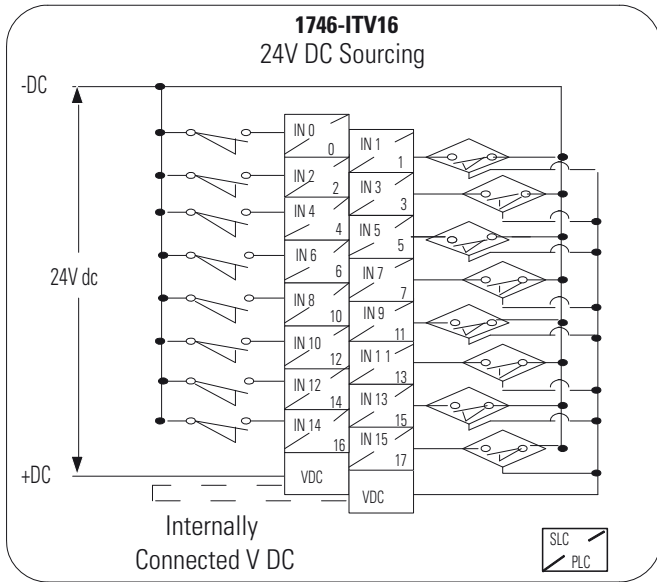 1746-ITV16
24V DC Sourcing
-DC
IN 0
0
IN 1
1
IN 2
2
IN 3
3
IN 4
4
IN 5
5
IN 6
6
IN 7
7
24V dc
IN 8
10
IN 9
11
IN 10
12
IN 1 1
13
IN 12
14
IN 13
15
IN 14
16
IN 15
17
+DC
VDC
VDC
Internally
Connected V DC
SLC
PLC